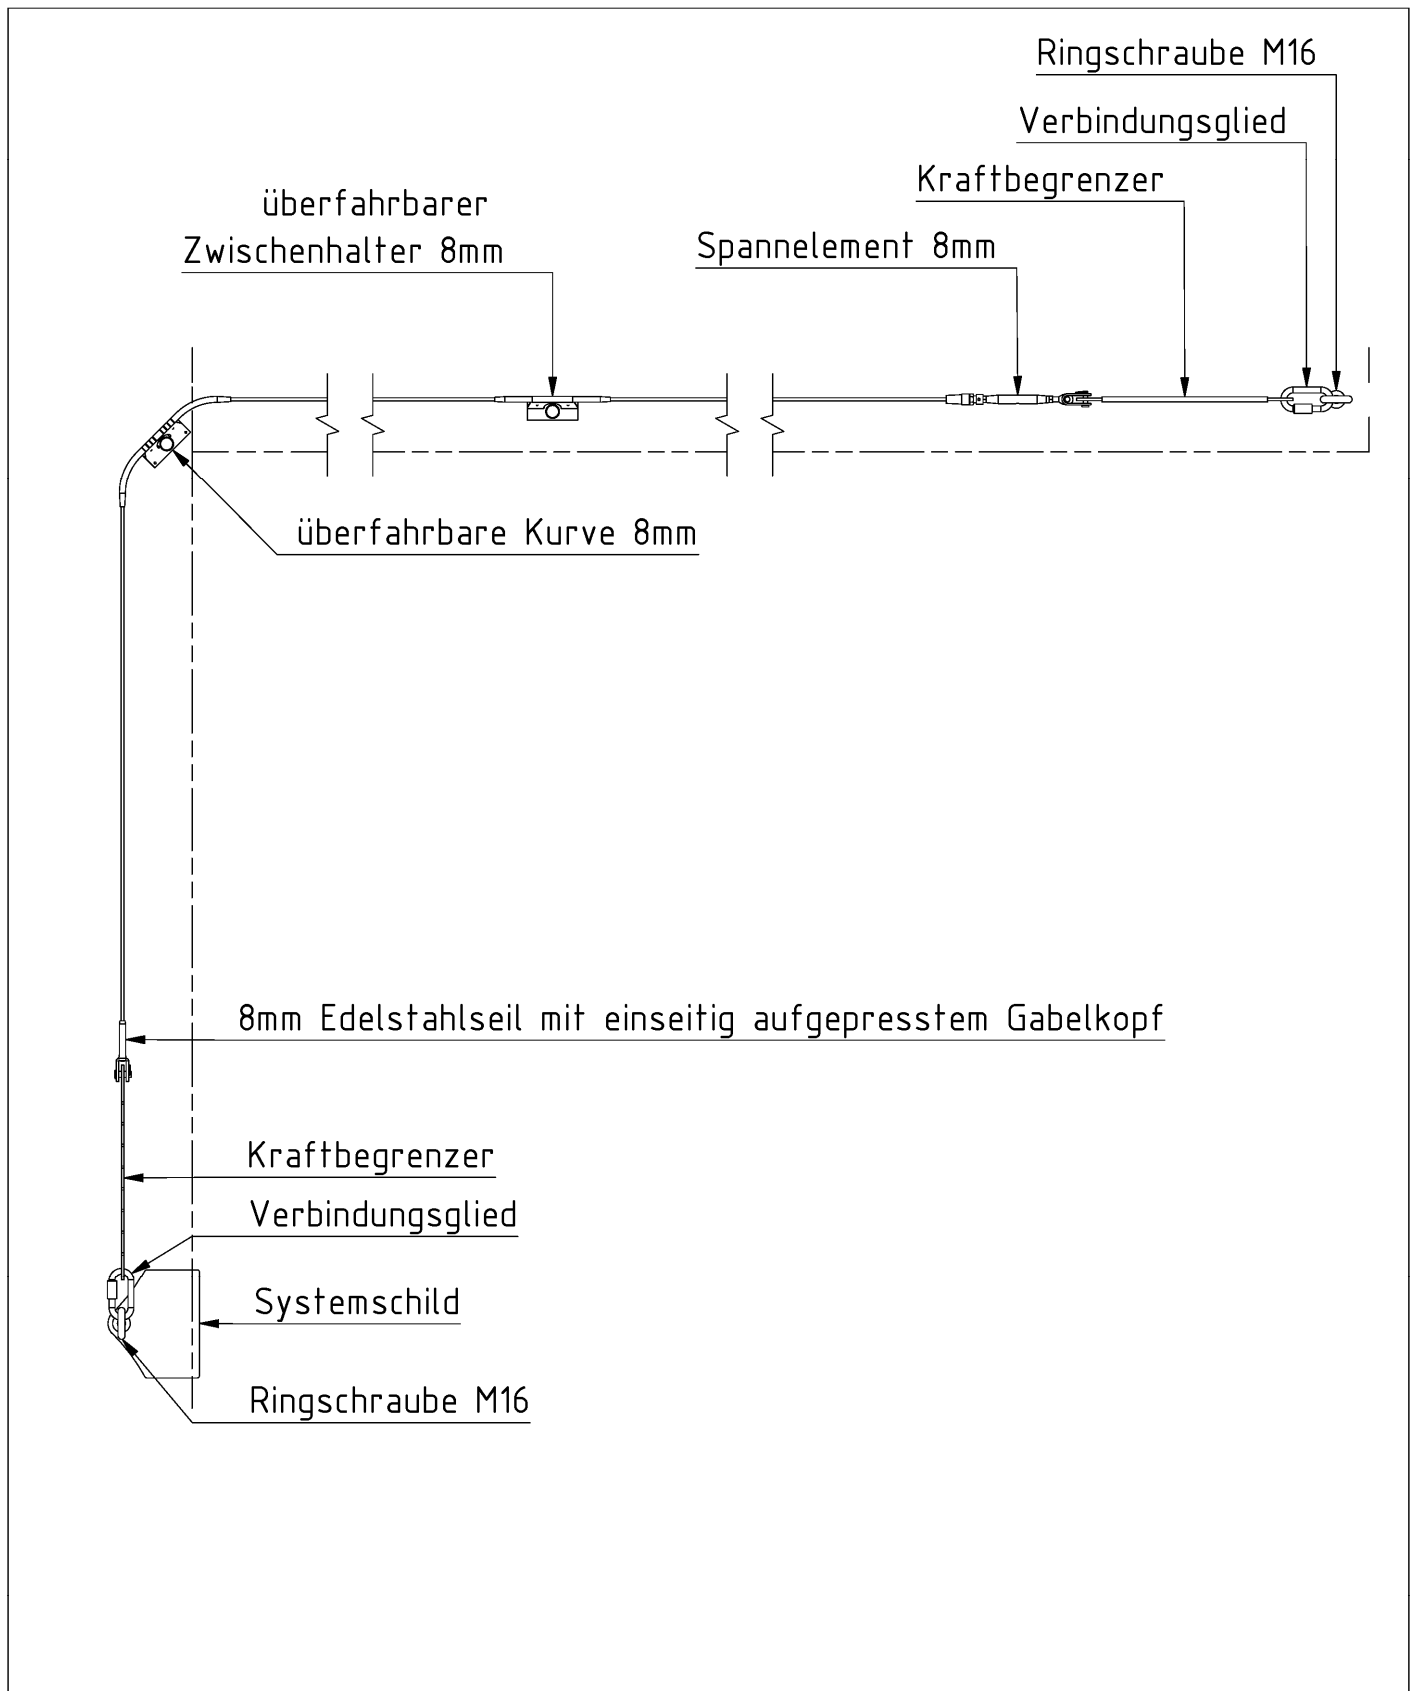 Ringschraube M16
Verbindungsglied
Kraftbegrenzer
überfahrbarer
Zwischenhalter 8mm
Spannelement 8mm
überfahrbare Kurve 8mm
8mm Edelstahlseil mit einseitig aufgepresstem Gabelkopf
Kraftbegrenzer
Verbindungsglied
Systemschild
Ringschraube M16